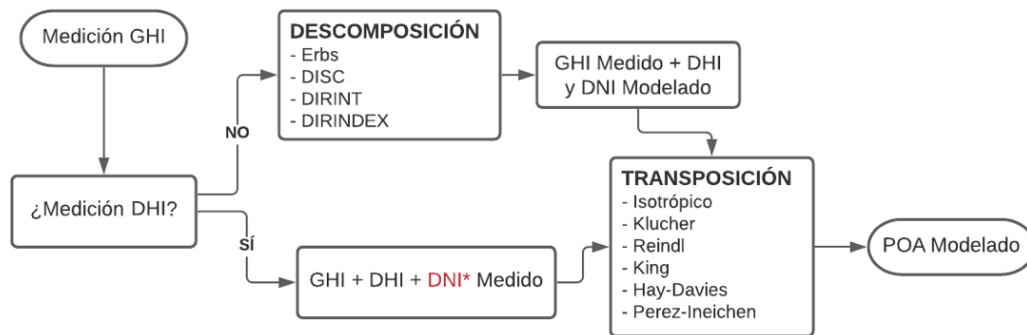 Medición GHI
¿Medición DHI?
NO
DESCOMPOSICIÓN
- Erbs
- DISC
- DIRINT
- DIRINDEX
GHI Medido + DHI
y DNI Modelado
SÍ
GHI + DHI + DNI* Medido
TRANSPOSICIÓN
- Isotrópico
- Klucher
- Reindl
- King
- Hay-Davies
- Perez-Ineichen
POA Modelado